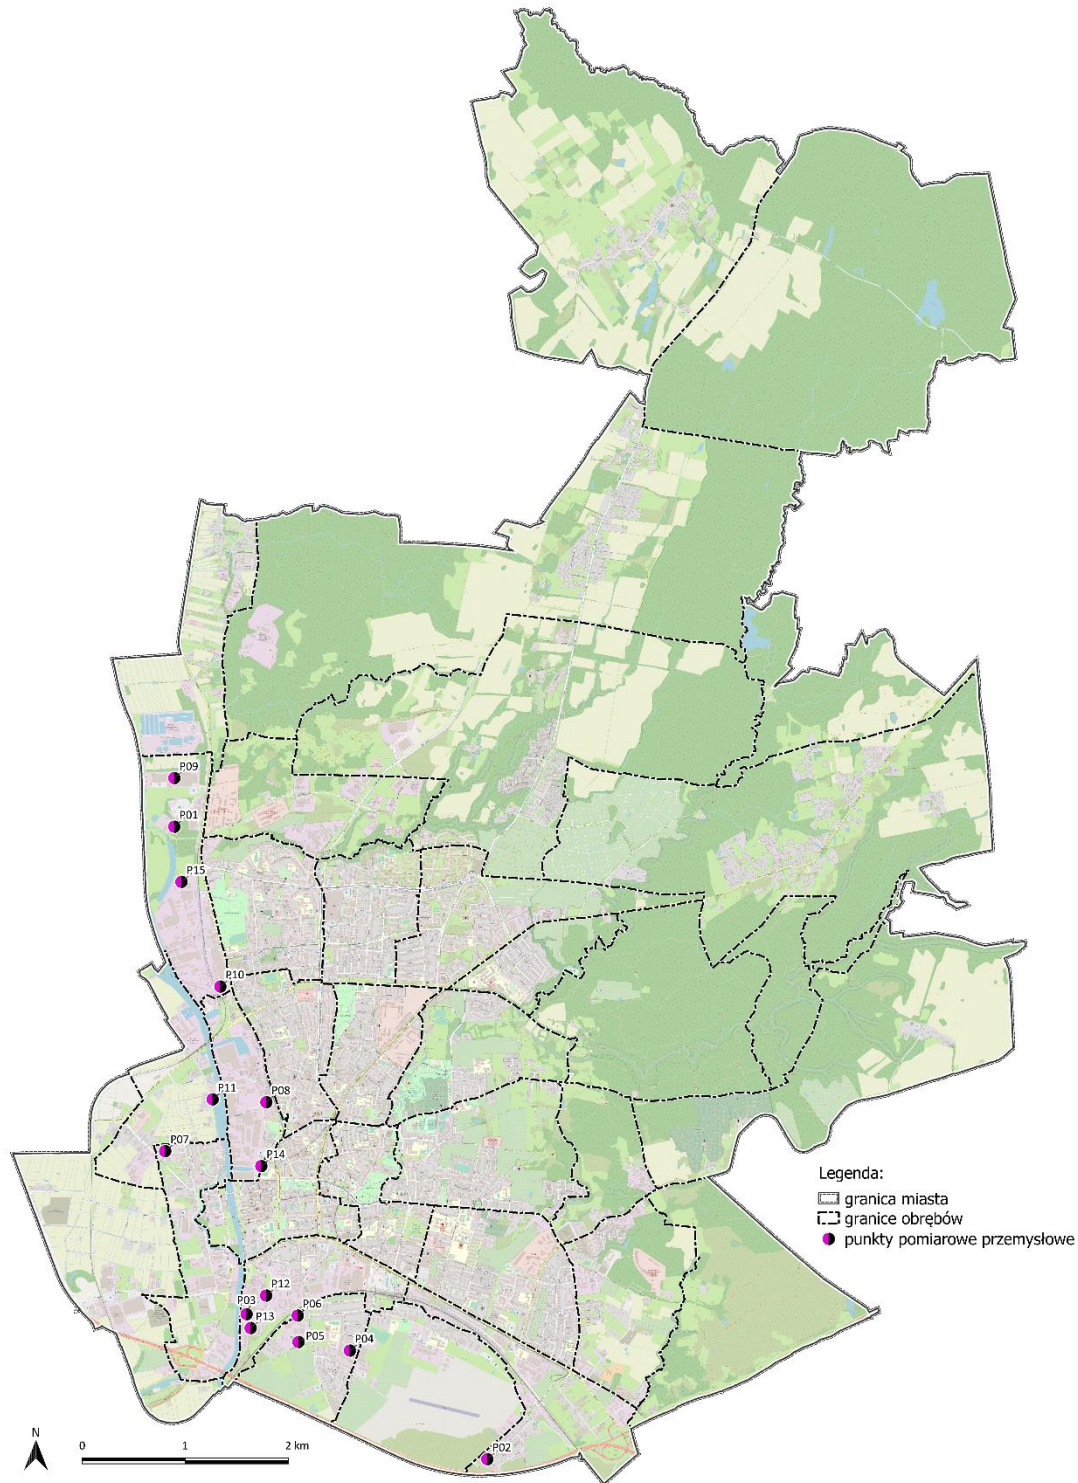 P09
P01
P15
P10
P11
P08
P07
P14
Legenda:
granica miasta
granice obrębów
punkty pomiarowe przemysłowe
P12
P03
P06
P13
P05
P04
N
0 1 2 km
P02